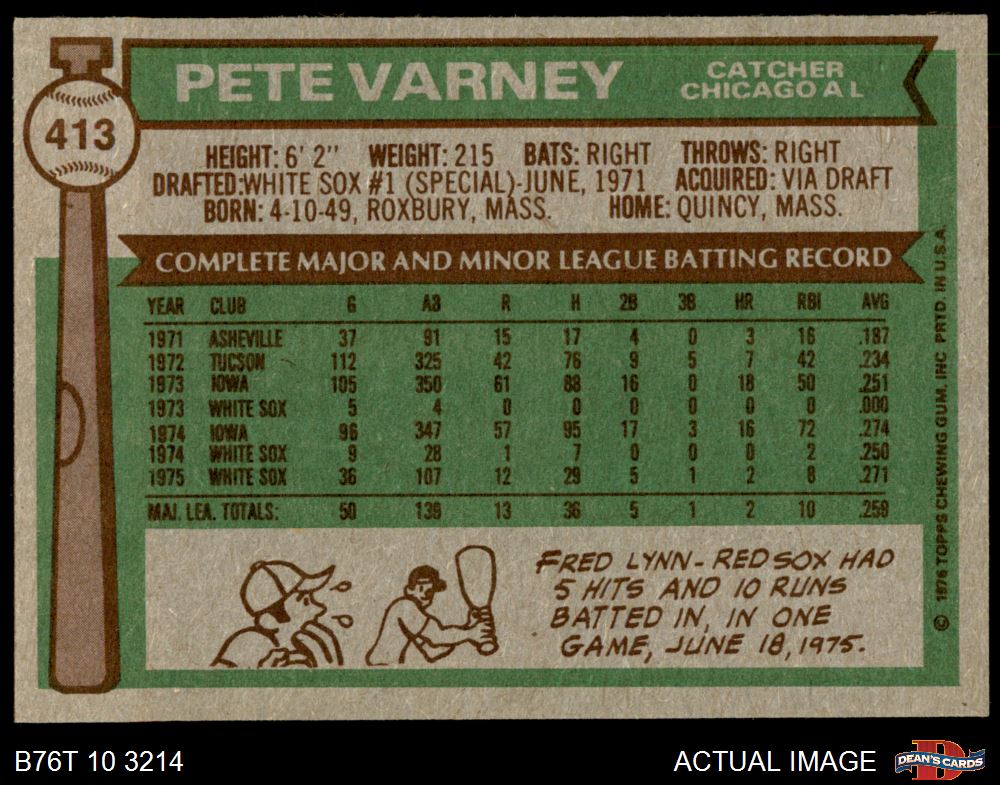 413
PETE VARNEY
CATCHER
CHICAGO A L
HEIGHT: 6' 2" WEIGHT: 215 BATS: RIGHT THROWS: RIGHT
DRAFTED: WHITE SOX #1 (SPECIAL)-JUNE, 1971 ACQUIRED: VIA DRAFT
BORN: 4-10-49, ROXBURY, MASS. HOME: QUINCY, MASS.
COMPLETE MAJOR AND MINOR LEAGUE BATTING RECORD
YEAR CLUB G AB R H 2B 3B HR RBI AVG
1971 ASHEVILLE 37 91 15 17 4 0 3 16 .187
1972 TUCSON 112 325 42 76 9 5 7 42 .234
1973 IOWA 105 350 61 88 16 0 18 50 .251
1973 WHITE SOX 5 4 0 0 0 0 0 0 .000
1974 IOWA 96 347 57 95 17 3 16 72 .274
1974 WHITE SOX 9 28 1 7 0 0 0 2 .250
1975 WHITE SOX 36 107 12 29 5 1 2 8 .271
MAJ. LEA. TOTALS: 50 139 13 36 5 1 2 10 .259
FRED LYNN - RED SOX HAD
5 HITS AND 10 RUNS
BATTED IN, IN ONE
GAME, JUNE 18, 1975.
© 1976 TOPPS CHEWING GUM, INC PRTD. IN U.S.A.
B76T 10 3214
ACTUAL IMAGE
DEAN'S CARDS